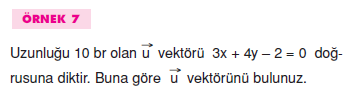 ÖRNEK 7
Uzunluğu 10 br olan u⃗ vektörü 3x + 4y – 2 = 0 doğ-
rusuna diktir. Buna göre u⃗ vektörünü bulunuz.